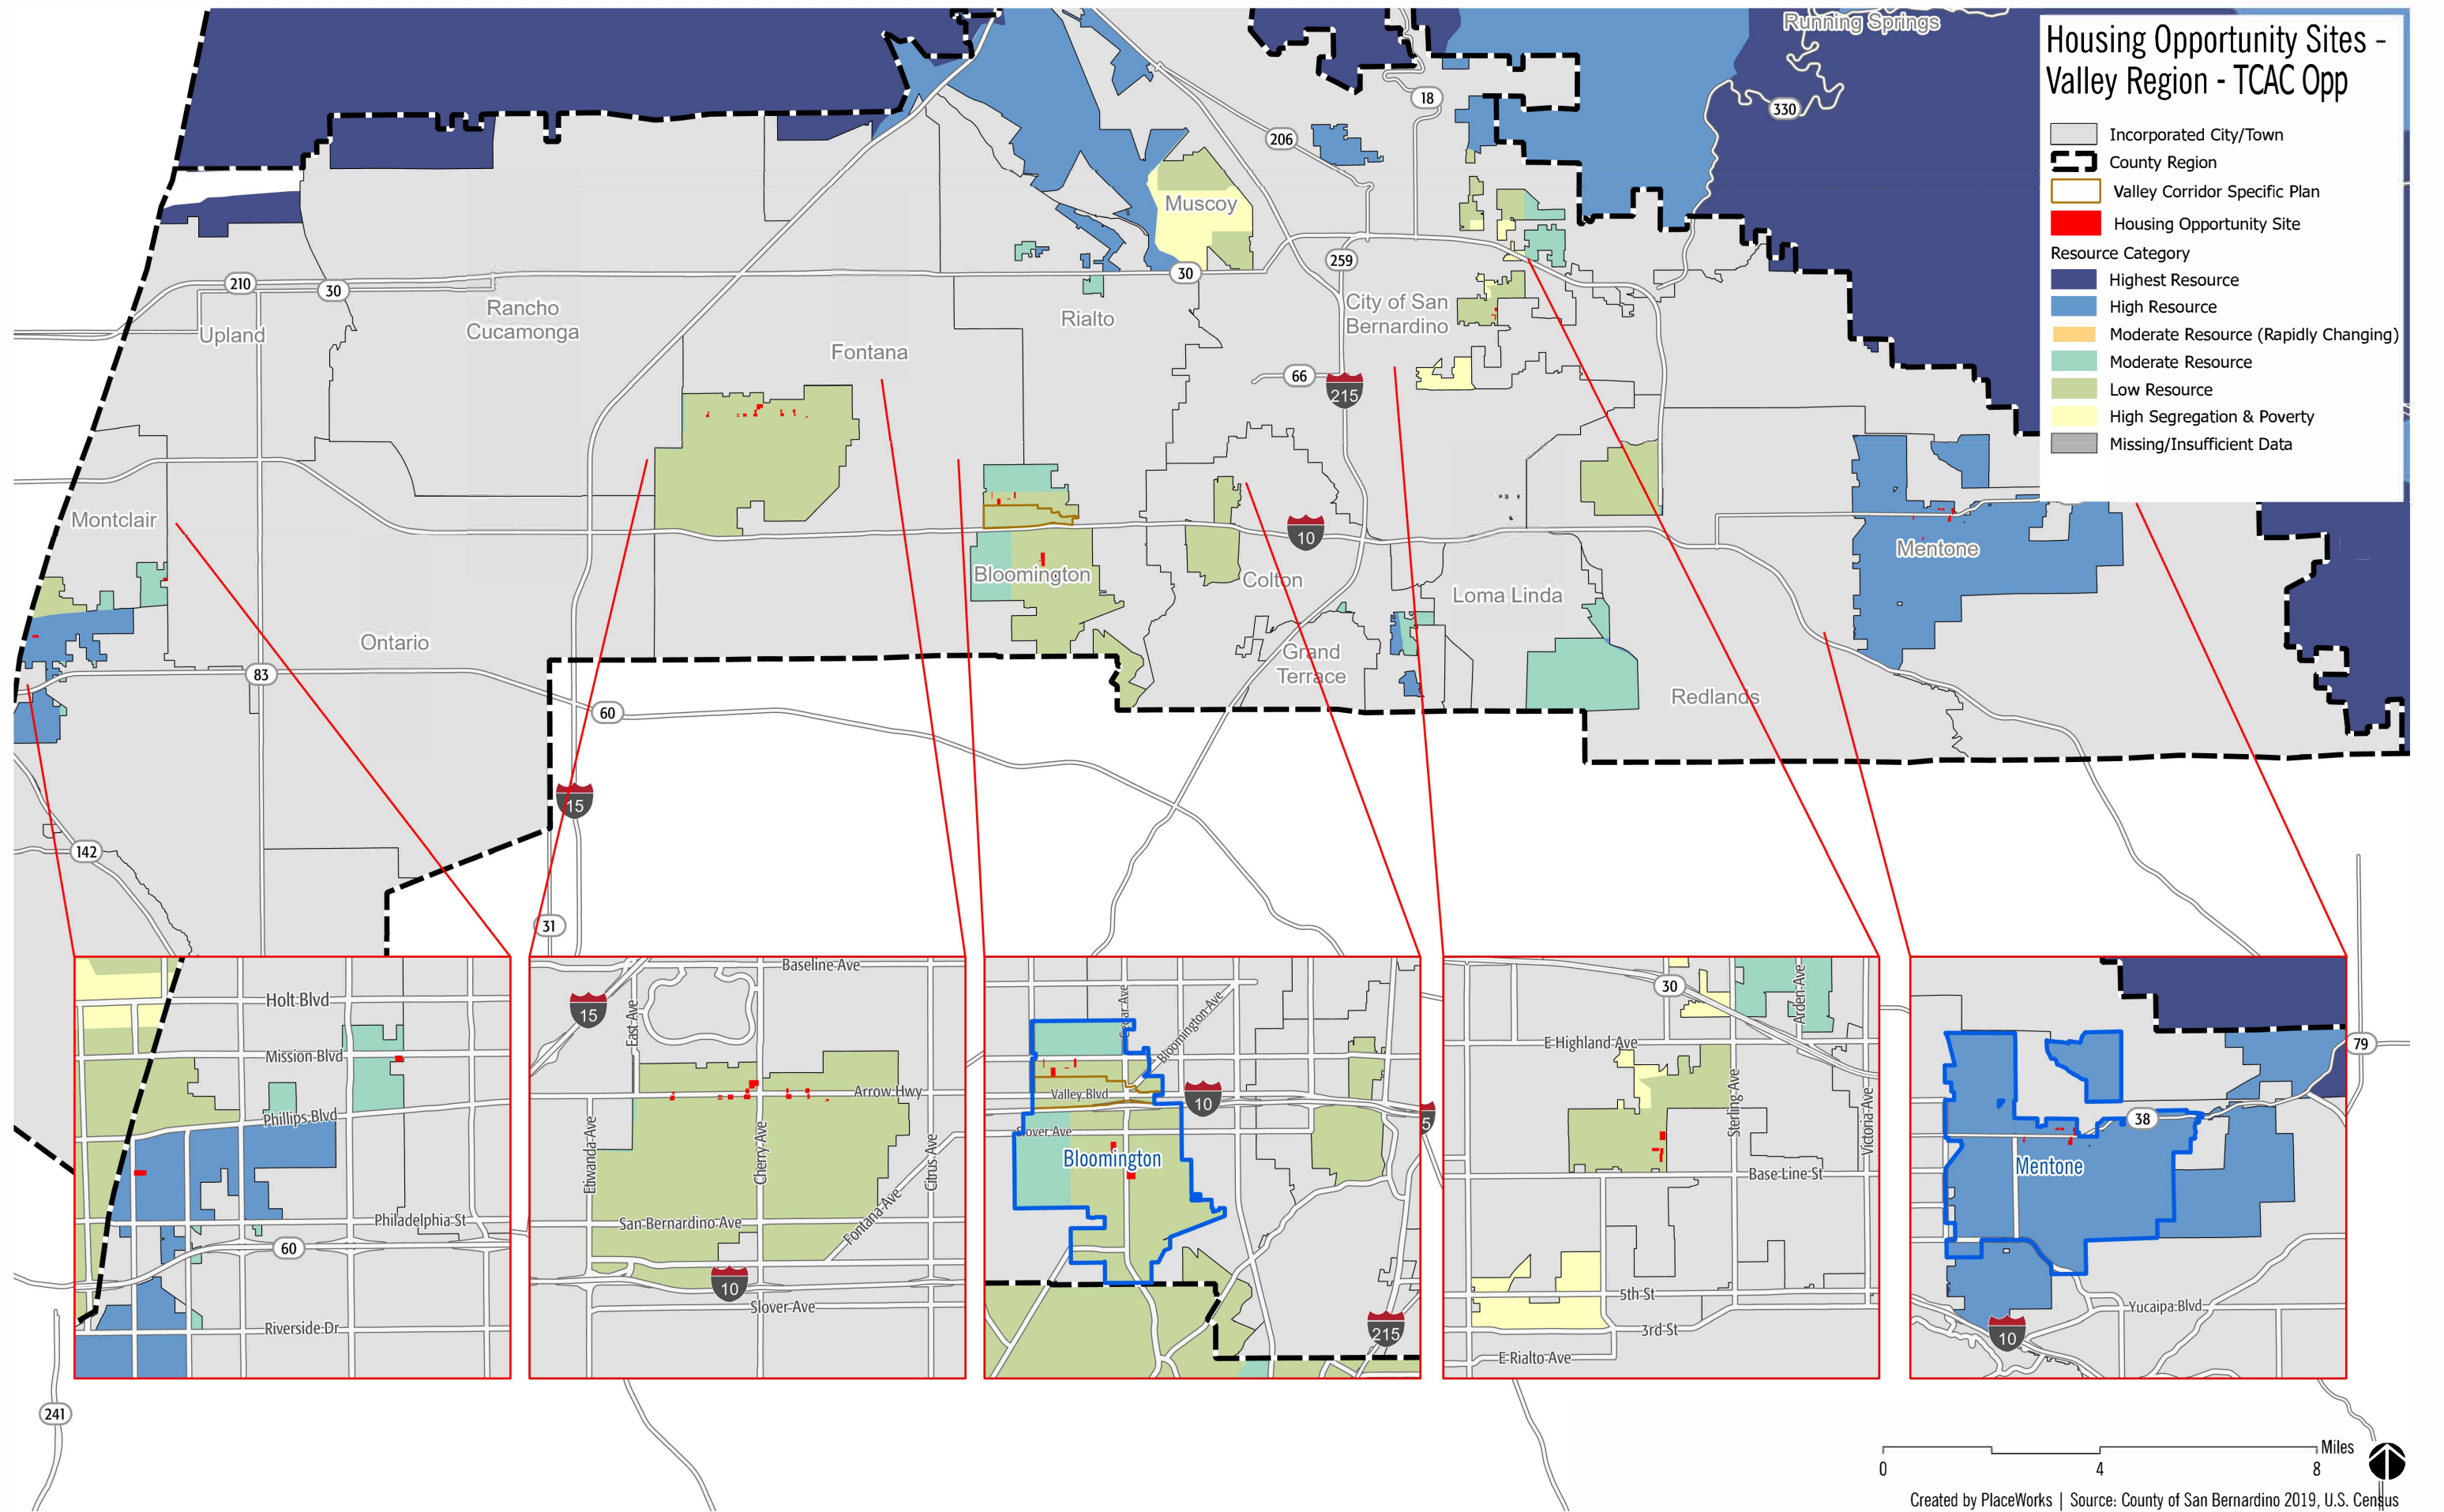 Running Springs
Housing Opportunity Sites -
Valley Region - TCAC Opp
Incorporated City/Town
County Region
Valley Corridor Specific Plan
Housing Opportunity Site
Resource Category
Highest Resource
High Resource
Moderate Resource (Rapidly Changing)
Moderate Resource
Low Resource
High Segregation & Poverty
Missing/Insufficient Data
18
330
206
Muscoy
259
30
210
30
Upland
Rancho
Cucamonga
Rialto
City of San
Bernardino
Fontana
66
215
Montclair
10
Mentone
Bloomington
Colton
Loma Linda
Ontario
Grand
Terrace
83
Redlands
60
15
142
31
Holt Blvd
Mission Blvd
Phillips Blvd
Philadelphia St
60
Riverside Dr
Baseline Ave
15
East Ave
Arrow Hwy
Etiwanda Ave
Cherry Ave
Citrus Ave
San Bernardino Ave
Fontana Ave
10
Slover Ave
Cedar Ave
Bloomington Ave
Valley Blvd
10
Slover Ave
Bloomington
5
215
30
Arden Ave
E Highland Ave
Sterling Ave
Victoria Ave
Base Line St
5th St
3rd St
E Rialto Ave
38
Mentone
Yucaipa Blvd
10
79
241
Miles
0
4
8
Created by PlaceWorks | Source: County of San Bernardino 2019, U.S. Census